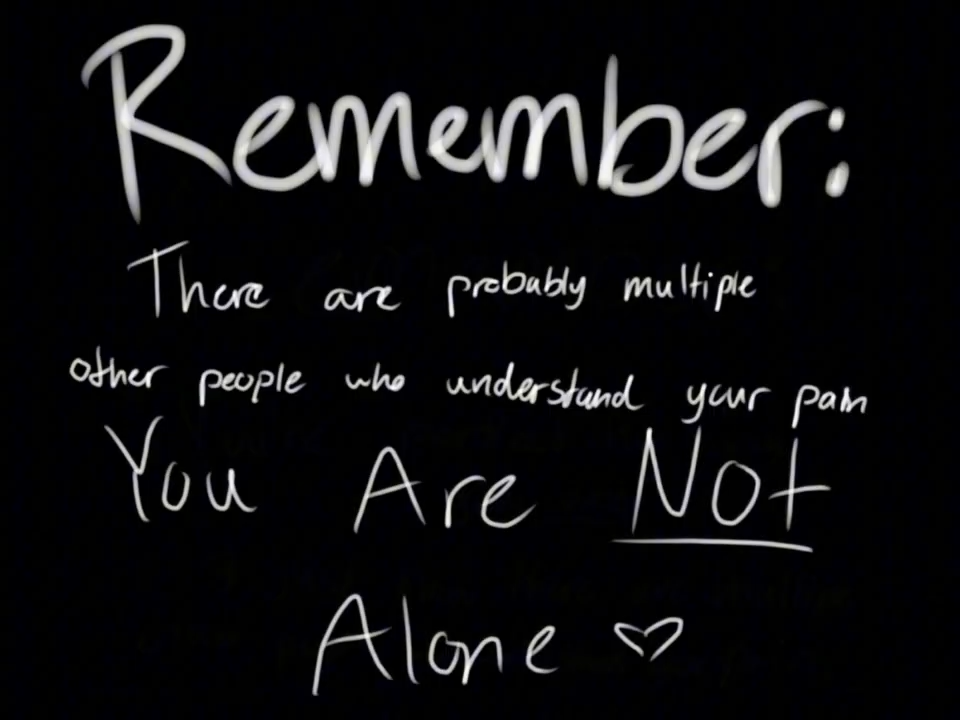 Remember:
There are probably multiple
other people who understand your pain
You Are Not
Alone ♡